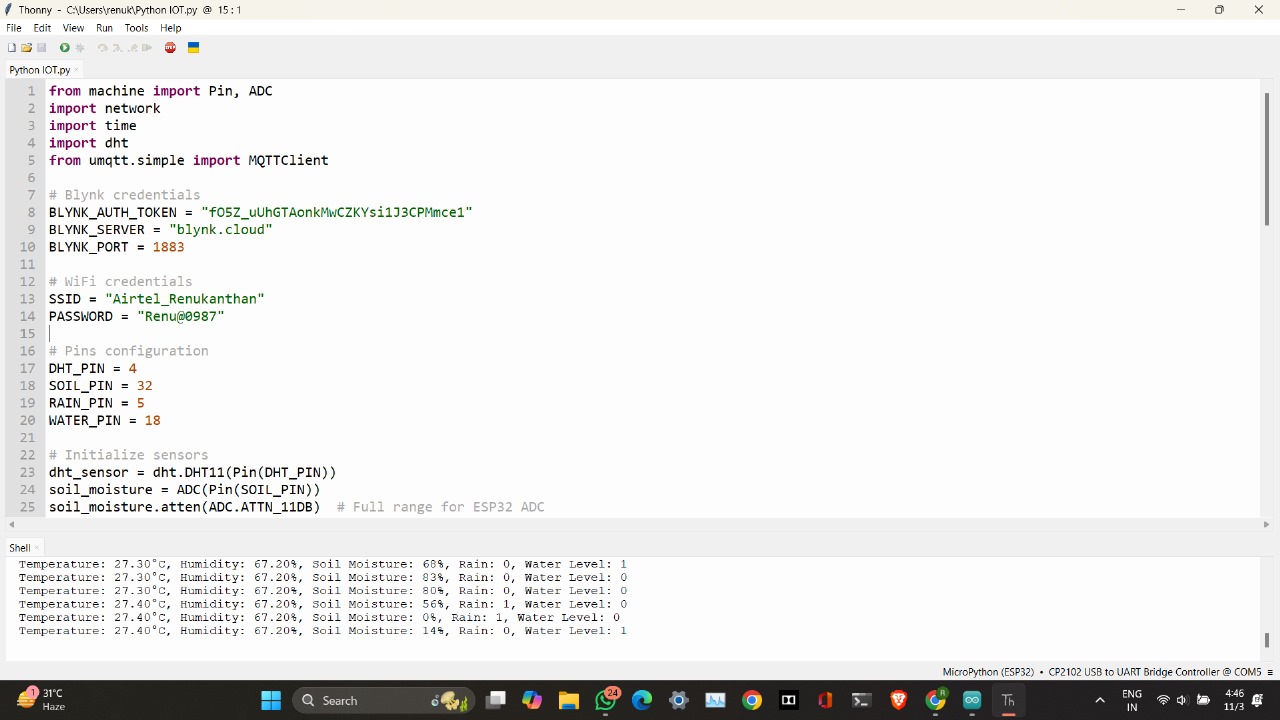 Thonny - C:\Users\renuk\Python IOT.py @ 15 : 1
File Edit View Run Tools Help
Python IOT.py
1 from machine import Pin, ADC
2 import network
3 import time
4 import dht
5 from umqtt.simple import MQTTClient
6
7 # Blynk credentials
8 BLYNK_AUTH_TOKEN = "fO5Z_uUhGTAonkMwCZKYsi1J3CPMmce1"
9 BLYNK_SERVER = "blynk.cloud"
10 BLYNK_PORT = 1883
11
12 # WiFi credentials
13 SSID = "Airtel_Renukanthan"
14 PASSWORD = "Renu@0987"
15
16 # Pins configuration
17 DHT_PIN = 4
18 SOIL_PIN = 32
19 RAIN_PIN = 5
20 WATER_PIN = 18
21
22 # Initialize sensors
23 dht_sensor = dht.DHT11(Pin(DHT_PIN))
24 soil_moisture = ADC(Pin(SOIL_PIN))
25 soil_moisture.atten(ADC.ATTN_11DB)  # Full range for ESP32 ADC
Shell
Temperature: 27.30°C, Humidity: 67.20%, Soil Moisture: 68%, Rain: 0, Water Level: 1
Temperature: 27.30°C, Humidity: 67.20%, Soil Moisture: 83%, Rain: 0, Water Level: 0
Temperature: 27.30°C, Humidity: 67.20%, Soil Moisture: 80%, Rain: 0, Water Level: 0
Temperature: 27.40°C, Humidity: 67.20%, Soil Moisture: 56%, Rain: 1, Water Level: 0
Temperature: 27.40°C, Humidity: 67.20%, Soil Moisture: 0%, Rain: 1, Water Level: 0
Temperature: 27.40°C, Humidity: 67.20%, Soil Moisture: 14%, Rain: 0, Water Level: 1
MicroPython (ESP32) • CP2102 USB to UART Bridge Controller @ COM5 ≡
1
31°C
Haze
Search
24
R
Th
ENG
IN
4:46
11/3